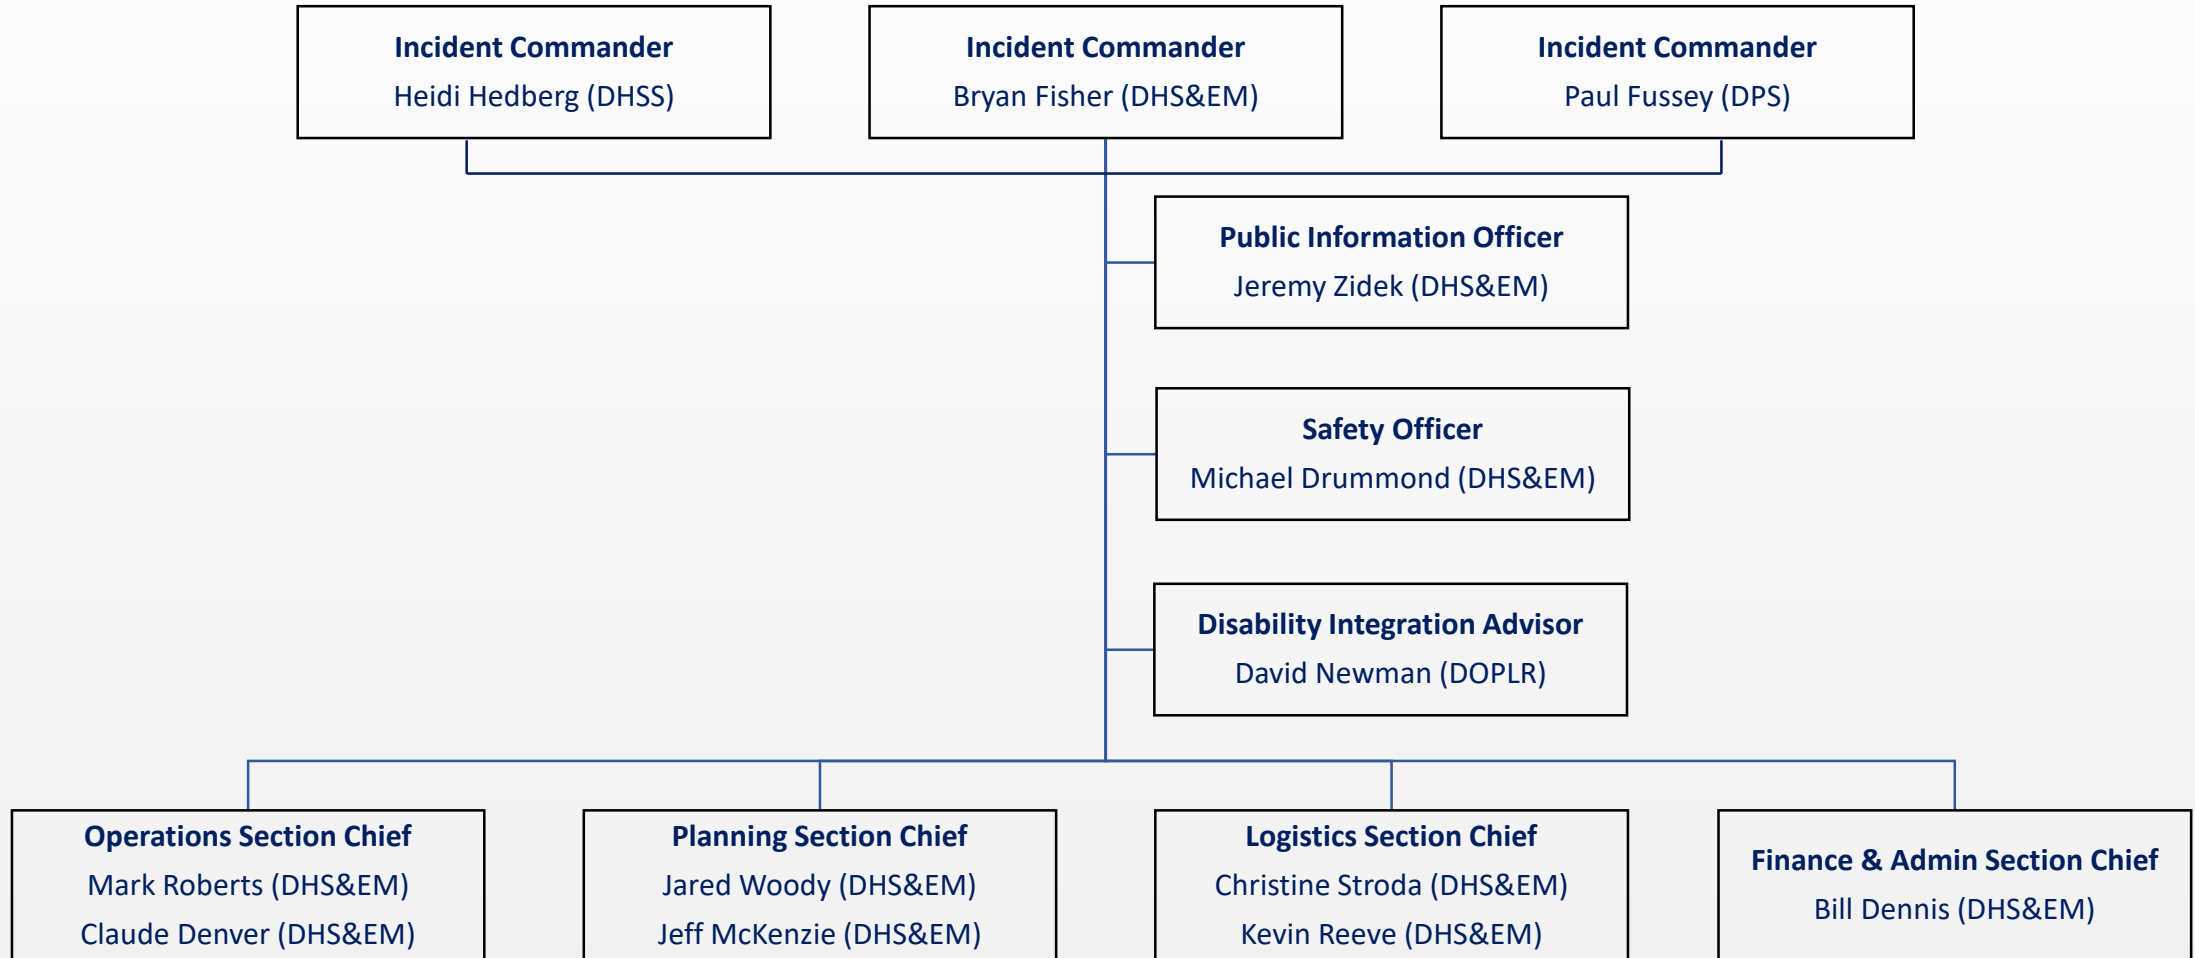 Incident Commander
Heidi Hedberg (DHSS)
Incident Commander
Bryan Fisher (DHS&EM)
Incident Commander
Paul Fussey (DPS)
Public Information Officer
Jeremy Zidek (DHS&EM)
Safety Officer
Michael Drummond (DHS&EM)
Disability Integration Advisor
David Newman (DOPLR)
Operations Section Chief
Mark Roberts (DHS&EM)
Claude Denver (DHS&EM)
Planning Section Chief
Jared Woody (DHS&EM)
Jeff McKenzie (DHS&EM)
Logistics Section Chief
Christine Stroda (DHS&EM)
Kevin Reeve (DHS&EM)
Finance & Admin Section Chief
Bill Dennis (DHS&EM)